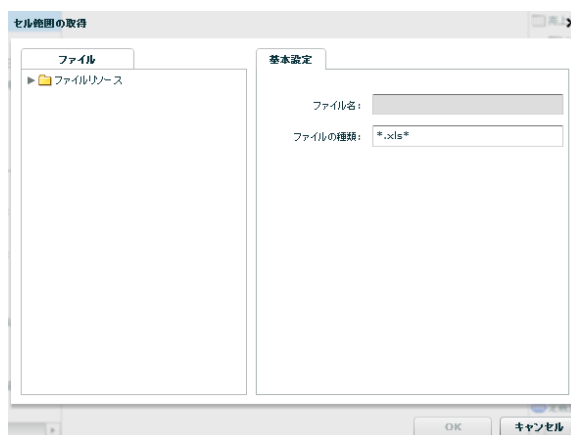 セル範囲の取得
ファイル
ファイルリソース
基本設定
ファイル名:
ファイルの種類:
*.xls*
OK
キャンセル